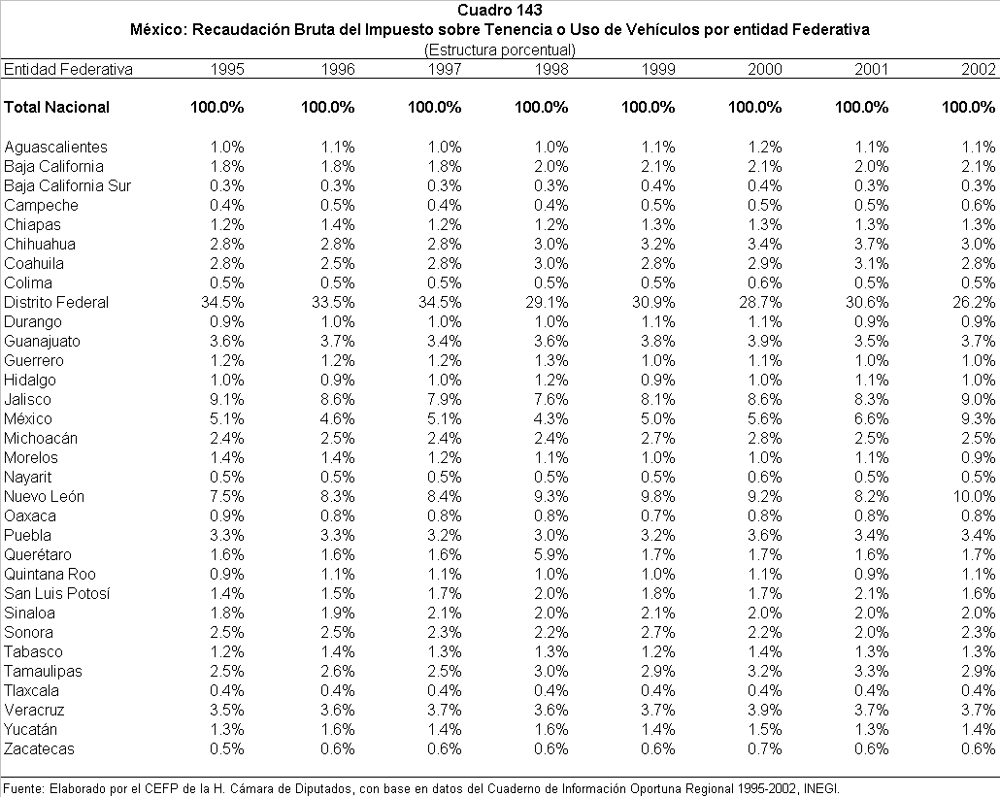 Cuadro 143
México: Recaudación Bruta del Impuesto sobre Tenencia o Uso de Vehículos por entidad Federativa
(Estructura porcentual)
Entidad Federativa 1995 1996 1997 1998 1999 2000 2001 2002
Total Nacional 100.0% 100.0% 100.0% 100.0% 100.0% 100.0% 100.0% 100.0%
Aguascalientes 1.0% 1.1% 1.0% 1.0% 1.1% 1.2% 1.1% 1.1%
Baja California 1.8% 1.8% 1.8% 2.0% 2.1% 2.1% 2.0% 2.1%
Baja California Sur 0.3% 0.3% 0.3% 0.3% 0.4% 0.4% 0.3% 0.3%
Campeche 0.4% 0.5% 0.4% 0.4% 0.5% 0.5% 0.5% 0.6%
Chiapas 1.2% 1.4% 1.2% 1.2% 1.3% 1.3% 1.3% 1.3%
Chihuahua 2.8% 2.8% 2.8% 3.0% 3.2% 3.4% 3.7% 3.0%
Coahuila 2.8% 2.5% 2.8% 3.0% 2.8% 2.9% 3.1% 2.8%
Colima 0.5% 0.5% 0.5% 0.5% 0.5% 0.6% 0.5% 0.5%
Distrito Federal 34.5% 33.5% 34.5% 29.1% 30.9% 28.7% 30.6% 26.2%
Durango 0.9% 1.0% 1.0% 1.0% 1.1% 1.1% 0.9% 0.9%
Guanajuato 3.6% 3.7% 3.4% 3.6% 3.8% 3.9% 3.5% 3.7%
Guerrero 1.2% 1.2% 1.2% 1.3% 1.0% 1.1% 1.0% 1.0%
Hidalgo 1.0% 0.9% 1.0% 1.2% 0.9% 1.0% 1.1% 1.0%
Jalisco 9.1% 8.6% 7.9% 7.6% 8.1% 8.6% 8.3% 9.0%
México 5.1% 4.6% 5.1% 4.3% 5.0% 5.6% 6.6% 9.3%
Michoacán 2.4% 2.5% 2.4% 2.4% 2.7% 2.8% 2.5% 2.5%
Morelos 1.4% 1.4% 1.2% 1.1% 1.0% 1.0% 1.1% 0.9%
Nayarit 0.5% 0.5% 0.5% 0.5% 0.5% 0.6% 0.5% 0.5%
Nuevo León 7.5% 8.3% 8.4% 9.3% 9.8% 9.2% 8.2% 10.0%
Oaxaca 0.9% 0.8% 0.8% 0.8% 0.7% 0.8% 0.8% 0.8%
Puebla 3.3% 3.3% 3.2% 3.0% 3.2% 3.6% 3.4% 3.4%
Querétaro 1.6% 1.6% 1.6% 5.9% 1.7% 1.7% 1.6% 1.7%
Quintana Roo 0.9% 1.1% 1.1% 1.0% 1.0% 1.1% 0.9% 1.1%
San Luis Potosí 1.4% 1.5% 1.7% 2.0% 1.8% 1.7% 2.1% 1.6%
Sinaloa 1.8% 1.9% 2.1% 2.0% 2.1% 2.0% 2.0% 2.0%
Sonora 2.5% 2.5% 2.3% 2.2% 2.7% 2.2% 2.0% 2.3%
Tabasco 1.2% 1.4% 1.3% 1.3% 1.2% 1.4% 1.3% 1.3%
Tamaulipas 2.5% 2.6% 2.5% 3.0% 2.9% 3.2% 3.3% 2.9%
Tlaxcala 0.4% 0.4% 0.4% 0.4% 0.4% 0.4% 0.4% 0.4%
Veracruz 3.5% 3.6% 3.7% 3.6% 3.7% 3.9% 3.7% 3.7%
Yucatán 1.3% 1.6% 1.4% 1.6% 1.4% 1.5% 1.3% 1.4%
Zacatecas 0.5% 0.6% 0.6% 0.6% 0.6% 0.7% 0.6% 0.6%
Fuente: Elaborado por el CEFP de la H. Cámara de Diputados, con base en datos del Cuaderno de Información Oportuna Regional 1995-2002, INEGI.